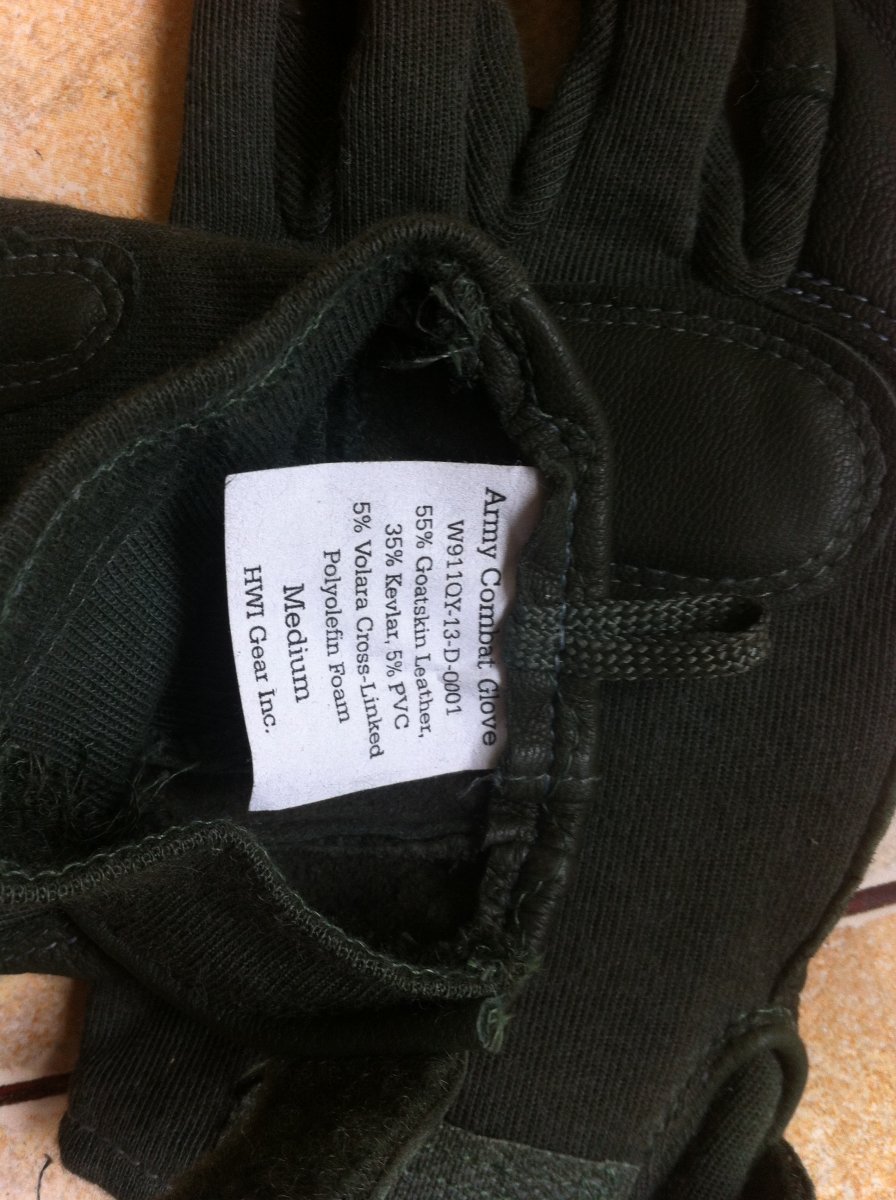 Army Combat Glove
W911QY-13-D-0001
55% Goatskin Leather,
35% Kevlar, 5% PVC
5% Volara Cross-Linked
Polyolefin Foam
Medium
HWI Gear Inc.